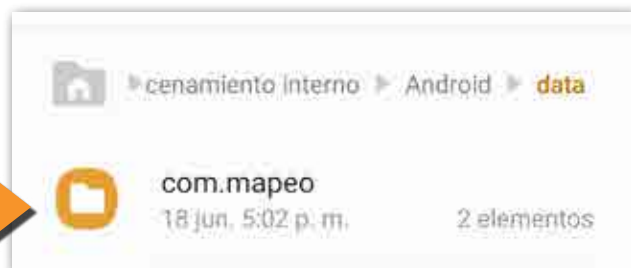 cenamiento interno Android data
com.mapeo
18 jun. 5:02 p. m. 2 elementos